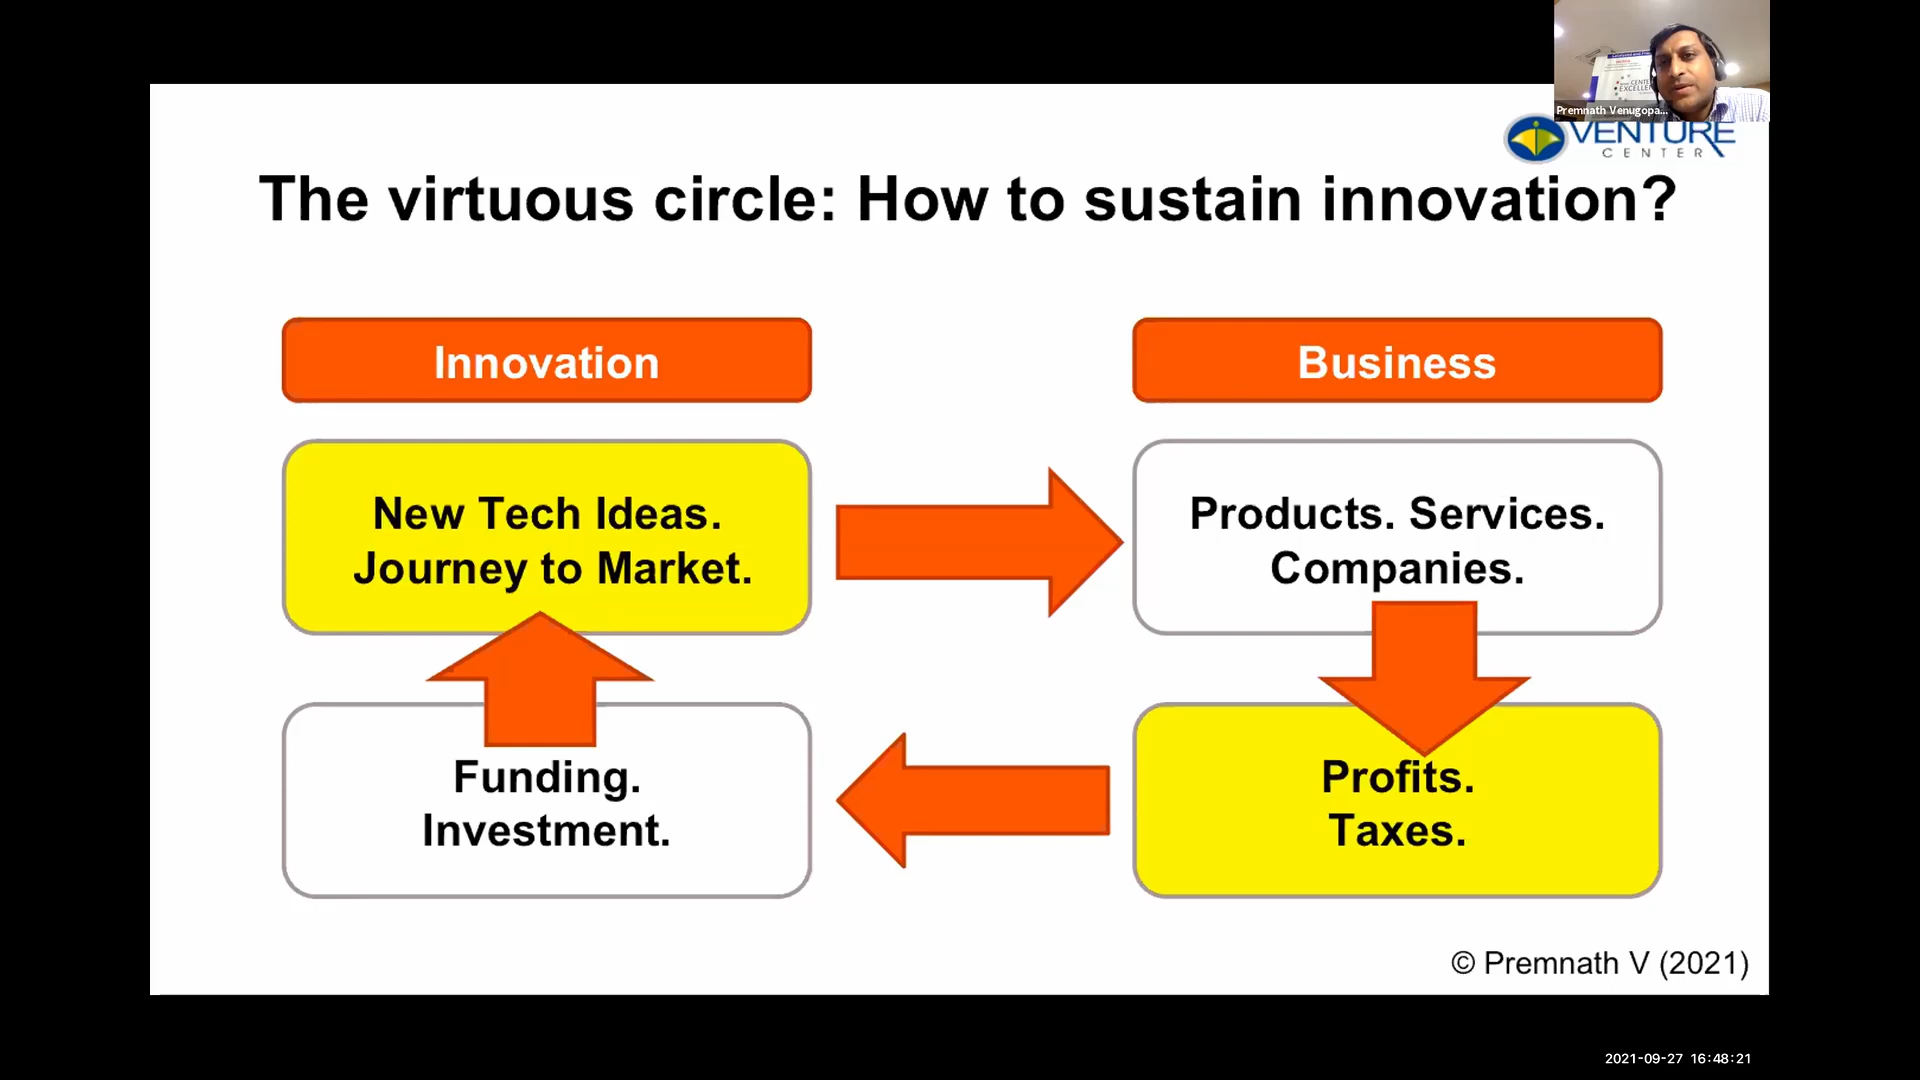 Premnath Venugopa...
VENTURE
CENTER
The virtuous circle: How to sustain innovation?
Innovation
Business
New Tech Ideas.
Journey to Market.
Products. Services.
Companies.
Funding.
Investment.
Profits.
Taxes.
© Premnath V (2021)
2021-09-27 16:48:21